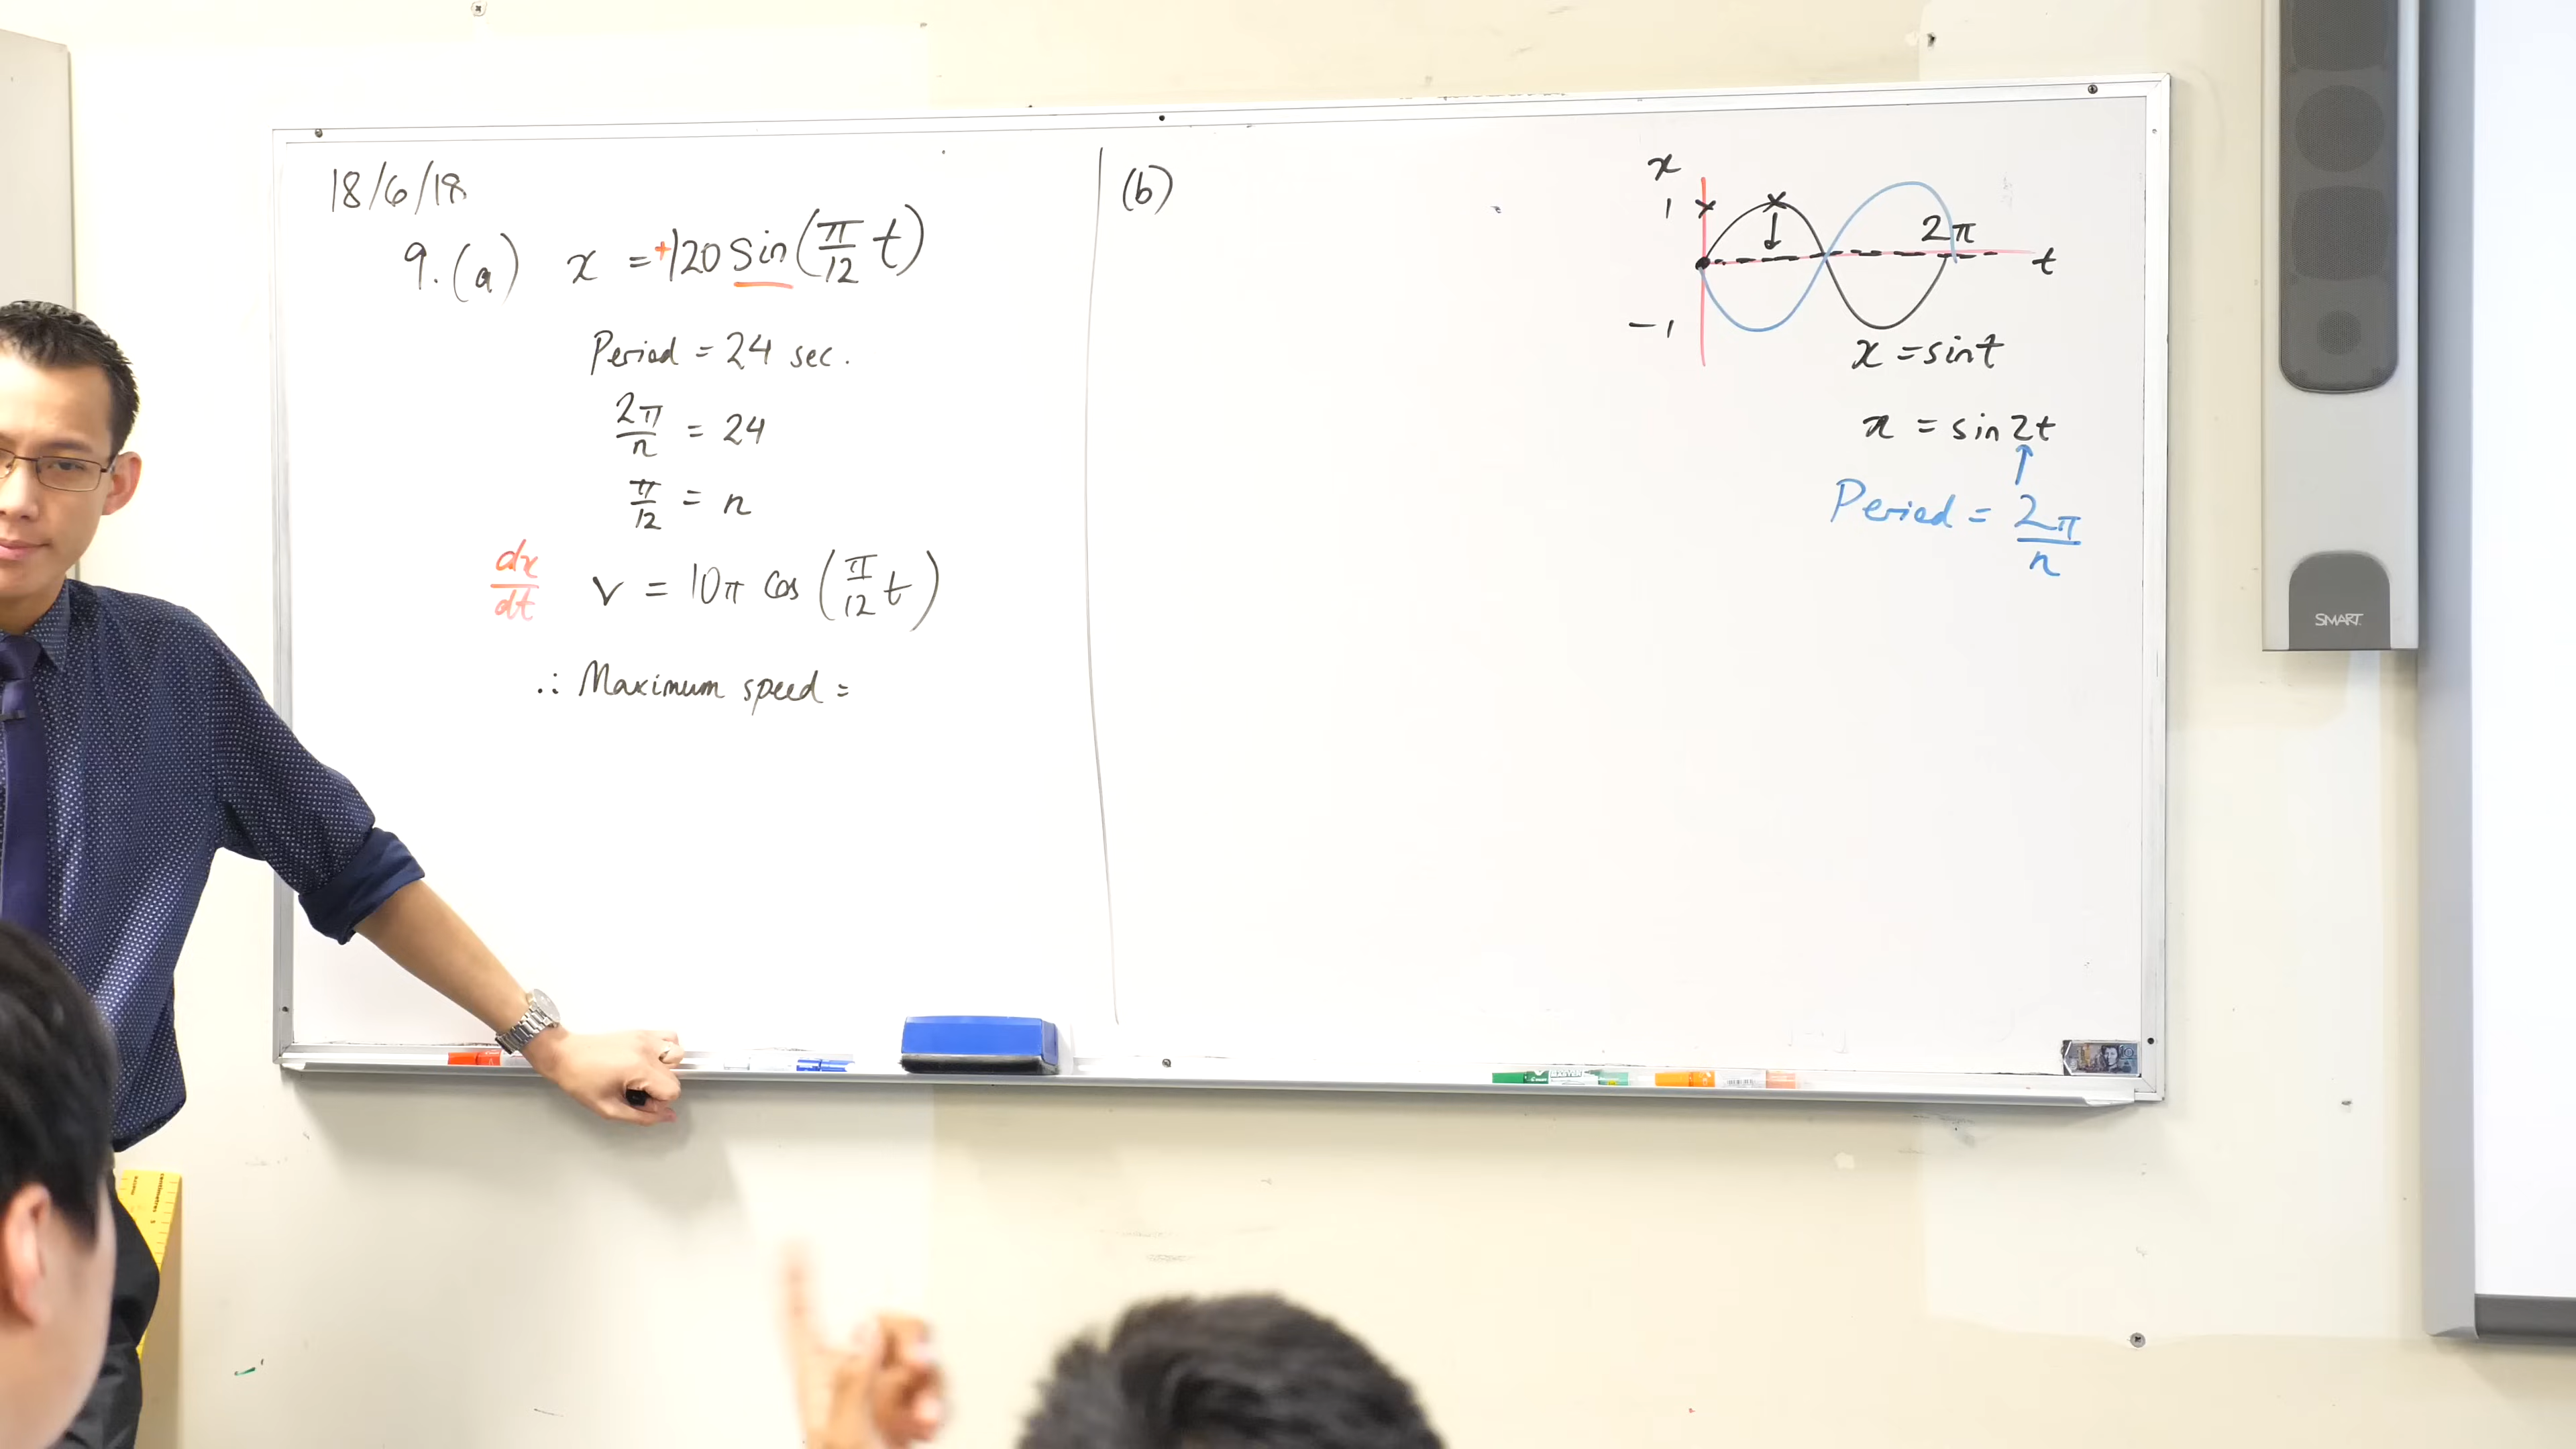 18/6/18
9. (a) x = +120 sin(π/12 t)
Period = 24 sec.
2π/n = 24
π/12 = n
dx/dt v = 10π cos (π/12 t)
∴ Maximum speed =
(b)
x
1
2π
t
-1
x = sin t
x = sin 2t
Period = 2π/n
SMART